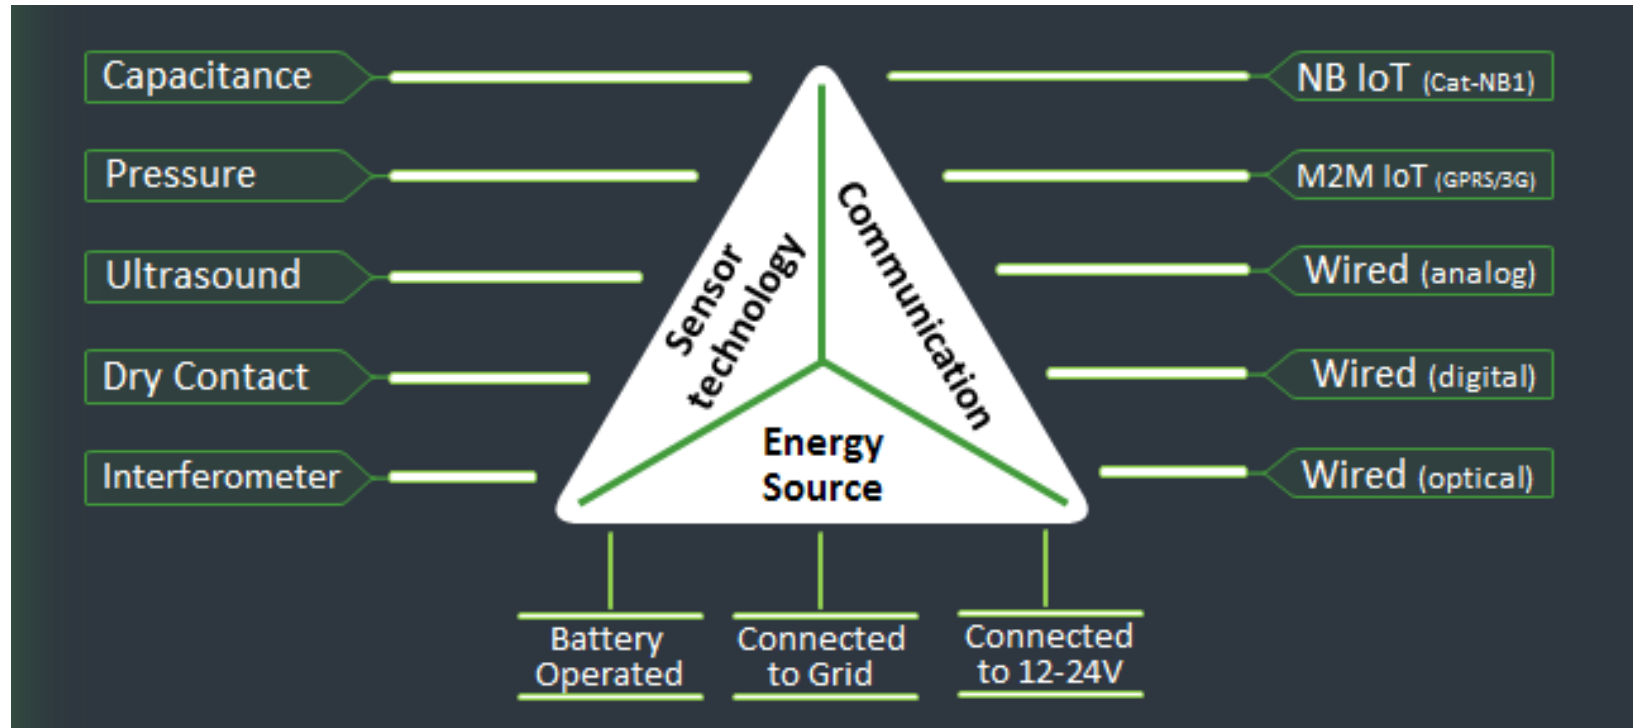 Capacitance
Pressure
Ultrasound
Dry Contact
Interferometer
Sensor
technology
Communication
Energy
Source
NB IoT (Cat-NB1)
M2M IoT (GPRS/3G)
Wired (analog)
Wired (digital)
Wired (optical)
Battery
Operated
Connected
to Grid
Connected
to 12-24V